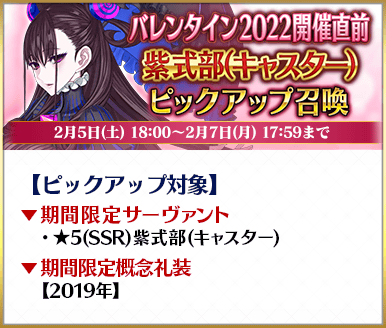 バレンタイン2022開催直前
紫式部(キャスター)
ピックアップ召喚
2月5日(土) 18:00～2月7日(月) 17:59まで
【ピックアップ対象】
▼期間限定サーヴァント
・★5(SSR)紫式部(キャスター)
▼期間限定概念礼装
【2019年】